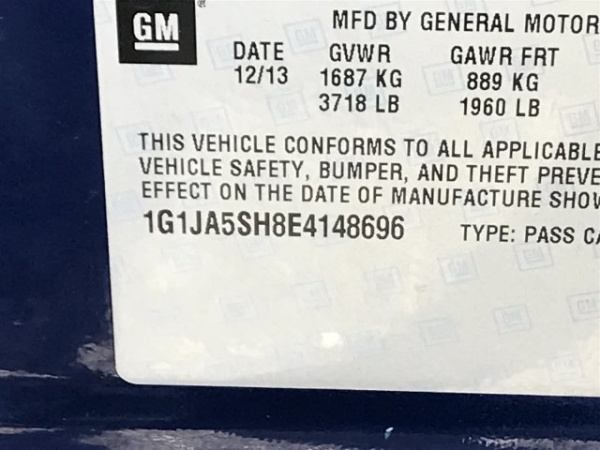 GM
MFD BY GENERAL MOTOR
DATE GVWR GAWR FRT
12/13 1687 KG 889 KG
3718 LB 1960 LB
THIS VEHICLE CONFORMS TO ALL APPLICABLE
VEHICLE SAFETY, BUMPER, AND THEFT PREVE
EFFECT ON THE DATE OF MANUFACTURE SHOW
1G1JA5SH8E4148696 TYPE: PASS CA